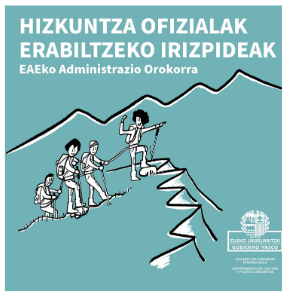 HIZKUNTZA OFIZIALAK
ERABILTZEKO IRIZPIDEAK
EAEko Administrazio Orokorra
EUSKO JAURLARITZA
GOBIERNO VASCO